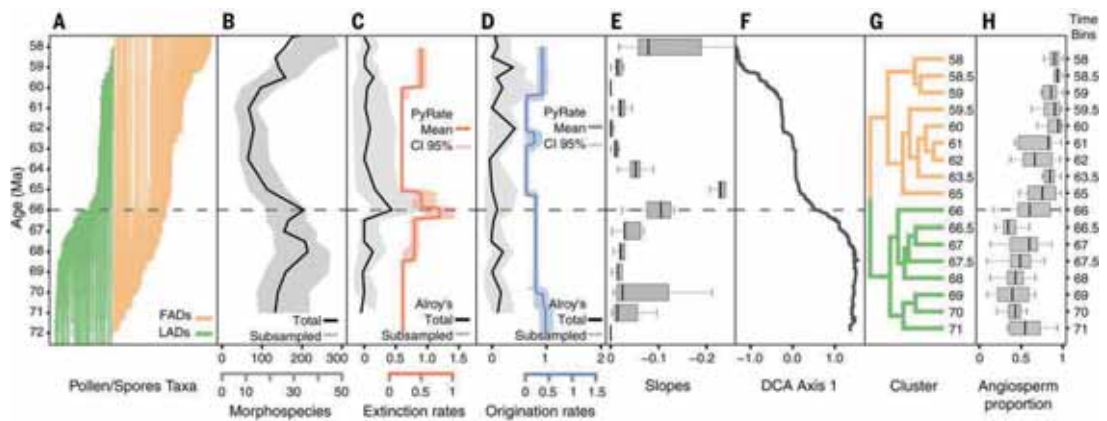 A
B
C
D
E
F
G
H
Time
Bins
Age (Ma)
58
59
60
61
62
63
64
65
66
67
68
69
70
71
72
FADs
LADs
Pollen/Spores Taxa
Total
Subsampled
0 100 200 300
0 10 30 50
Morphospecies
PyRate
Mean
CI 95%
Alroy's
Total
Subsampled
0 0.5 1.0 1.5
0 0.5 1
Extinction rates
PyRate
Mean
CI 95%
Alroy's
Total
Subsampled
0 1 2
0 0.5 1 1.5
Origination rates
0 −0.1 −0.2
Slopes
−1.0 0.0 1.0
DCA Axis 1
58
58.5
59
59.5
60
61
62
63.5
65
66
66.5
67
67.5
68
69
70
71
Cluster
58
58.5
59
59.5
60
61
62
63.5
65
66
66.5
67
67.5
68
69
70
71
0 0.5 1
Angiosperm
proportion